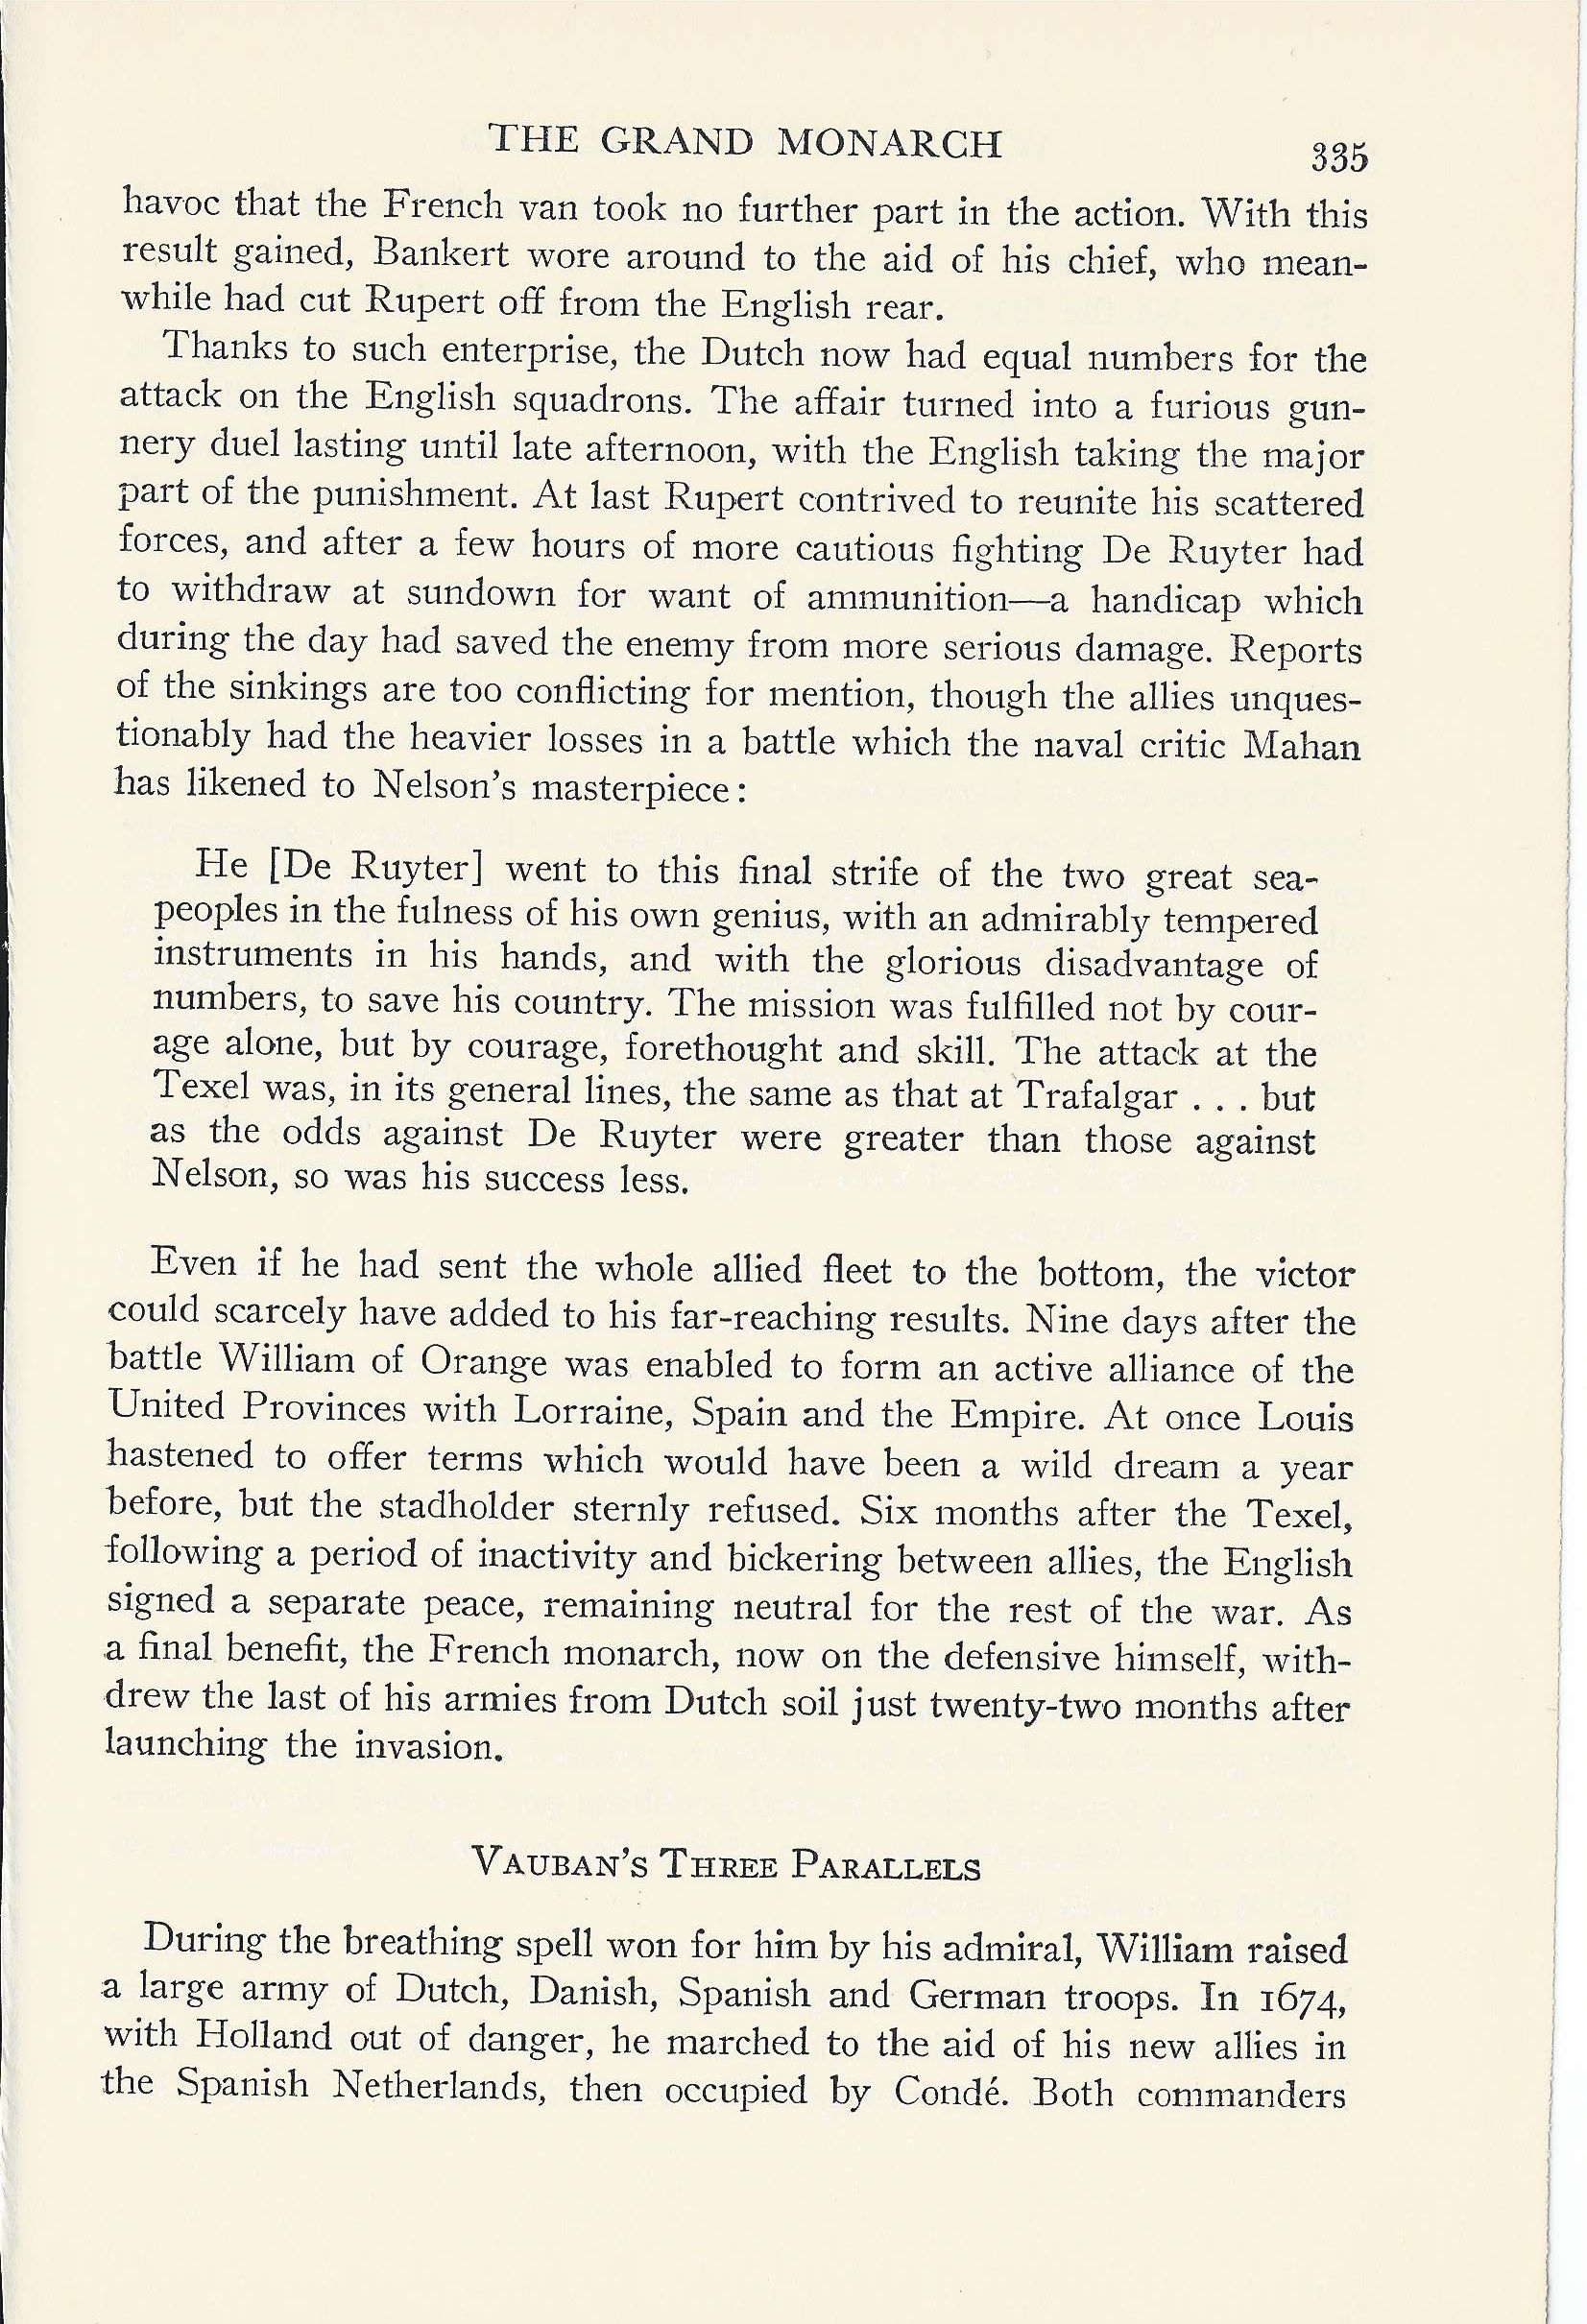 THE GRAND MONARCH 335
havoc that the French van took no further part in the action. With this
result gained, Bankert wore around to the aid of his chief, who mean-
while had cut Rupert off from the English rear.
Thanks to such enterprise, the Dutch now had equal numbers for the
attack on the English squadrons. The affair turned into a furious gun-
nery duel lasting until late afternoon, with the English taking the major
part of the punishment. At last Rupert contrived to reunite his scattered
forces, and after a few hours of more cautious fighting De Ruyter had
to withdraw at sundown for want of ammunition—a handicap which
during the day had saved the enemy from more serious damage. Reports
of the sinkings are too conflicting for mention, though the allies unques-
tionably had the heavier losses in a battle which the naval critic Mahan
has likened to Nelson's masterpiece:
He [De Ruyter] went to this final strife of the two great sea-
peoples in the fulness of his own genius, with an admirably tempered
instruments in his hands, and with the glorious disadvantage of
numbers, to save his country. The mission was fulfilled not by cour-
age alone, but by courage, forethought and skill. The attack at the
Texel was, in its general lines, the same as that at Trafalgar . . . but
as the odds against De Ruyter were greater than those against
Nelson, so was his success less.
Even if he had sent the whole allied fleet to the bottom, the victor
could scarcely have added to his far-reaching results. Nine days after the
battle William of Orange was enabled to form an active alliance of the
United Provinces with Lorraine, Spain and the Empire. At once Louis
hastened to offer terms which would have been a wild dream a year
before, but the stadholder sternly refused. Six months after the Texel,
following a period of inactivity and bickering between allies, the English
signed a separate peace, remaining neutral for the rest of the war. As
a final benefit, the French monarch, now on the defensive himself, with-
drew the last of his armies from Dutch soil just twenty-two months after
launching the invasion.
VAUBAN'S THREE PARALLELS
During the breathing spell won for him by his admiral, William raised
a large army of Dutch, Danish, Spanish and German troops. In 1674,
with Holland out of danger, he marched to the aid of his new allies in
the Spanish Netherlands, then occupied by Condé. Both commanders